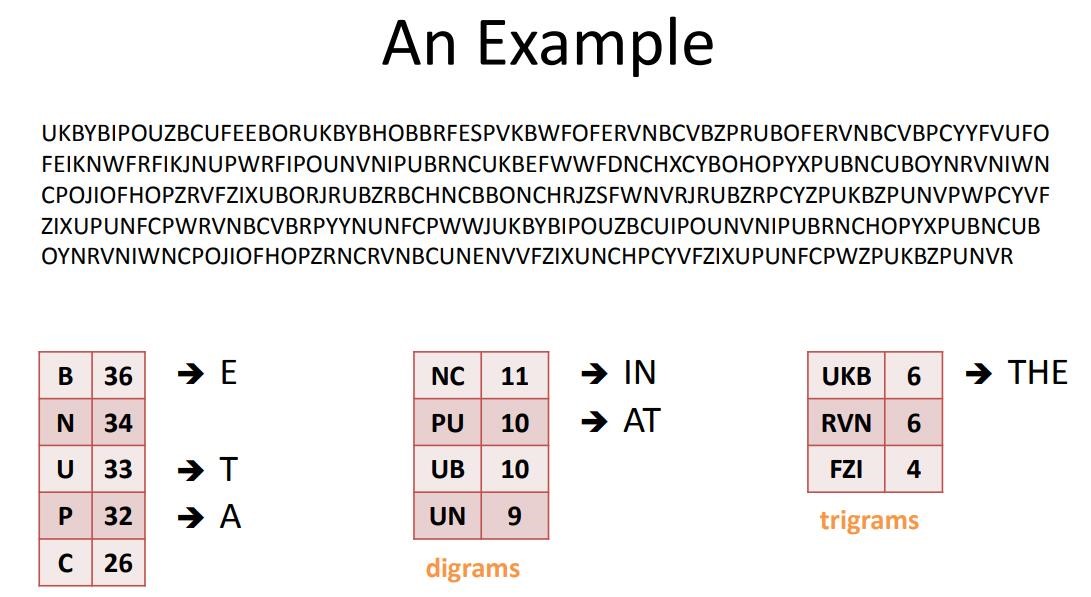 An Example
UKBYBIPOUZBCUFEEBORUKBYBHOBBRFESPVKBWFOFERVNBCVBZPRUBOFERVNBCVBPCYYFVUFO
FEIKNWFRFIKJNUPWRFIPOUNVNIPUBRNCUKBEFWWFDNCHXCYBOHOPYXPUBNCUBOYNRVNIWN
CPOJIOFHOPZRVFZIXUBORJRUBZRBCHNCBBONCHRJZSFWNVRJRUBZRPCYZPUKBZPUNVPWPCYVF
ZIXUPUNFCPWRVNBCVBRPYYNUNFCPWWJUKBYBIPOUZBCUIPOUNVNIPUBRNCHOPYXPUBNCUB
OYNRVNIWNCPOJIOFHOPZRNCRVNBCUNENVVFZIXUNCHPCYVFZIXUPUNFCPWZPUKBZPUNVR
B 36 ➔ E
N 34
U 33 ➔ T
P 32 ➔ A
C 26
NC 11 ➔ IN
PU 10 ➔ AT
UB 10
UN 9
digrams
UKB 6 ➔ THE
RVN 6
FZI 4
trigrams